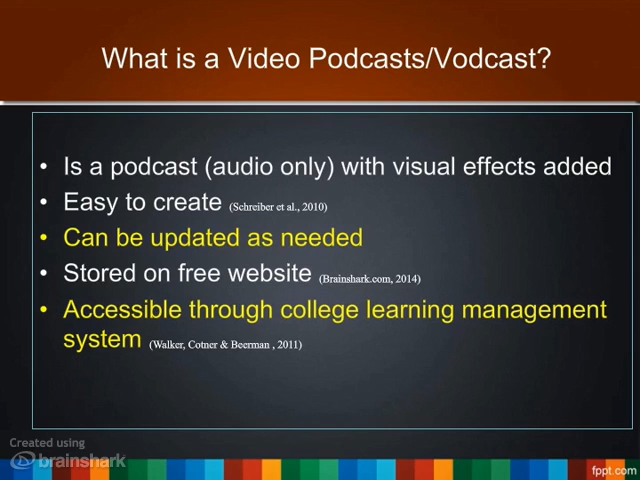 What is a Video Podcasts/Vodcast?
• Is a podcast (audio only) with visual effects added
• Easy to create (Schreiber et al., 2010)
• Can be updated as needed
• Stored on free website (Brainshark.com, 2014)
• Accessible through college learning management
system (Walker, Cotner & Beerman , 2011)
Created using
brainshark
fppt.com